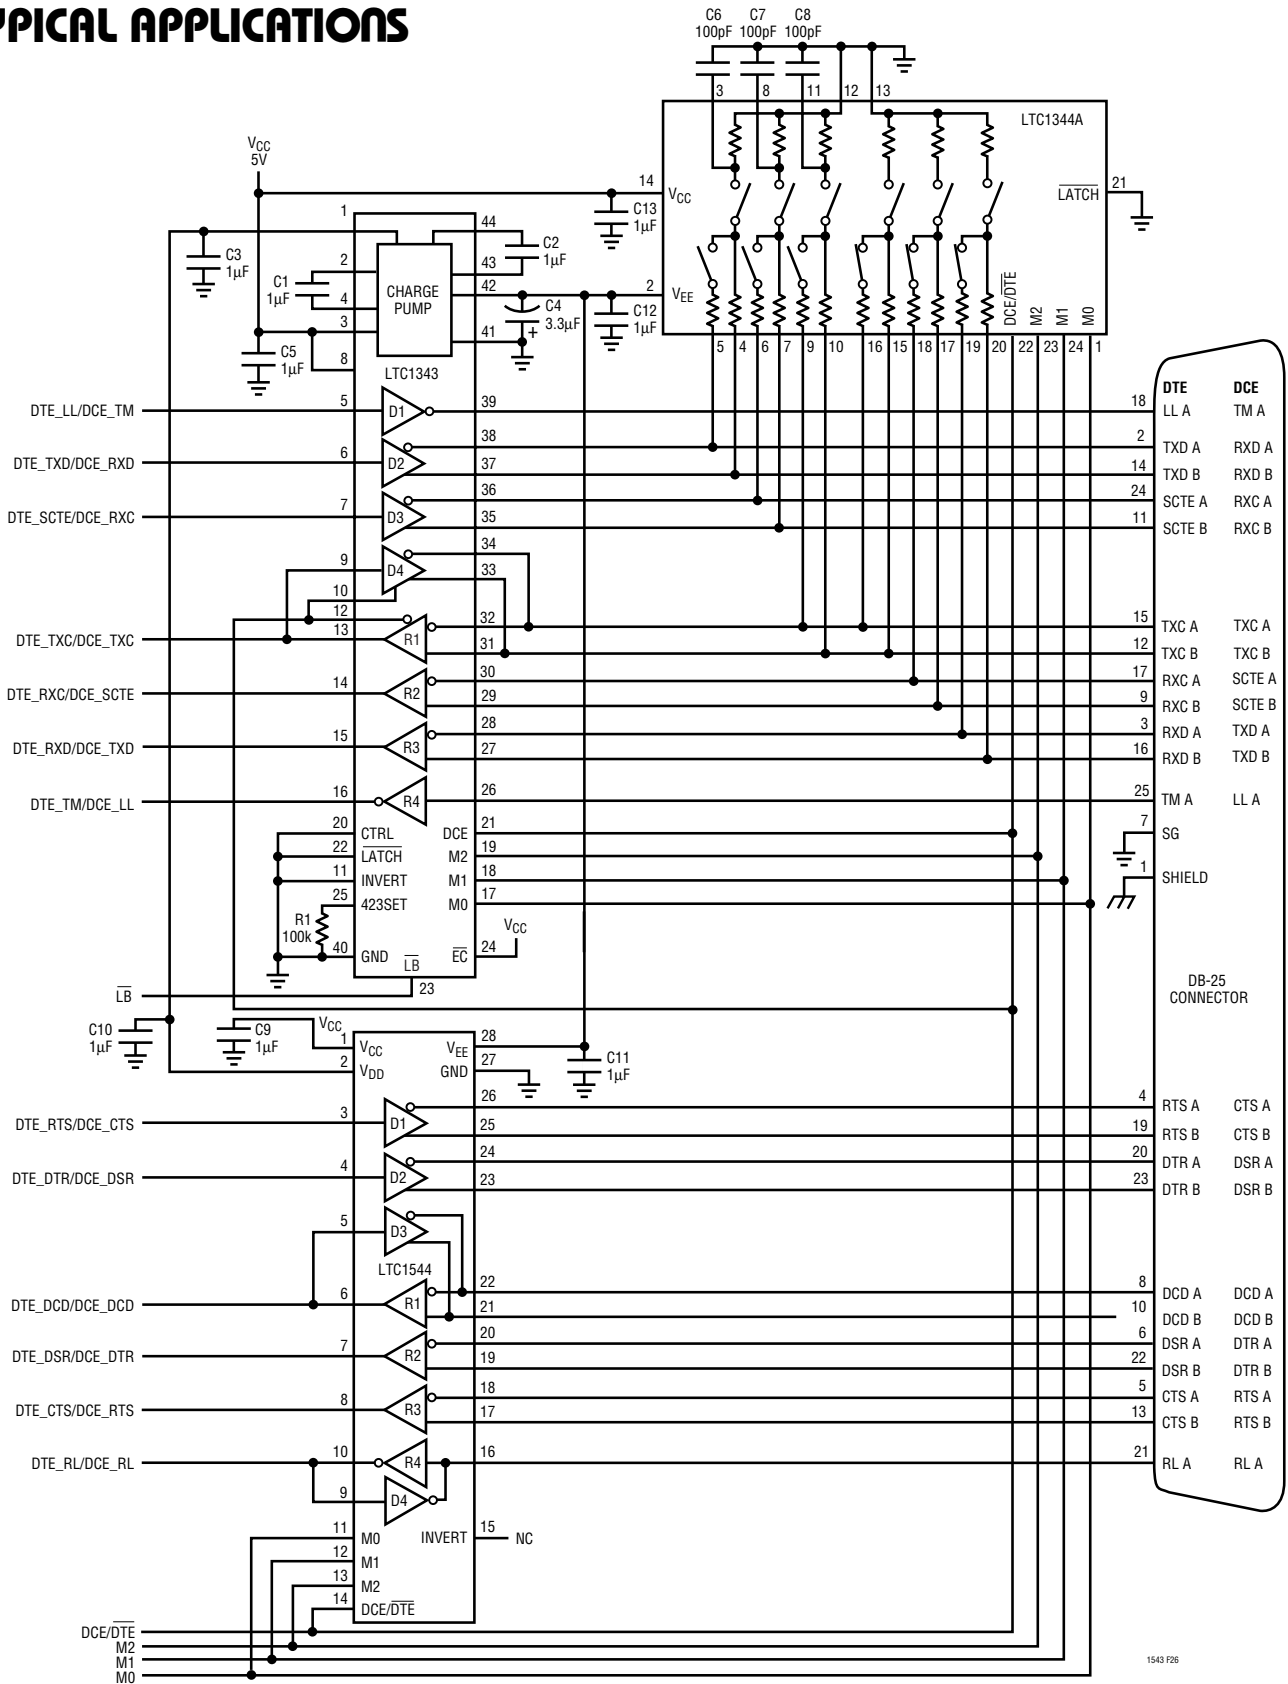 YPICAL APPLICATIONS
C6 C7 C8
100pF 100pF 100pF
3 8 11 12 13
LTC1344A
VCC
5V
14
VCC
LATCH
21
C13
1µF
1
44
C3
1µF
C2
1µF
2
43
C1
1µF
CHARGE
PUMP
42
2
VEE
4
C4
3.3µF
+
C12
1µF
DCE/DTE
M2
M1
M0
3
41
C5
1µF
8
LTC1343
5 4 6 7 9 10 16 15 18 17 19 20 22 23 24 1
DTE DCE
DTE_LL/DCE_TM 5 D1 39 18 LL A TM A
38 2 TXD A RXD A
DTE_TXD/DCE_RXD 6 D2 37 14 TXD B RXD B
36 24 SCTE A RXC A
DTE_SCTE/DCE_RXC 7 D3 35 11 SCTE B RXC B
34
9 D4 33
10
12
32 15 TXC A TXC A
DTE_TXC/DCE_TXC 13 R1 31 12 TXC B TXC B
30 17 RXC A SCTE A
DTE_RXC/DCE_SCTE 14 R2 29 9 RXC B SCTE B
28 3 RXD A TXD A
DTE_RXD/DCE_TXD 15 R3 27 16 RXD B TXD B
DTE_TM/DCE_LL 16 R4 26 25 TM A LL A
20 CTRL DCE 21 7 SG
22 LATCH M2 19
11 INVERT M1 18 1 SHIELD
25 423SET M0 17
R1
100k
VCC
40 GND LB EC 24
LB 23
DB-25
CONNECTOR
C10
1µF
C9
1µF
VCC
1 VCC VEE 28
2 VDD GND 27
C11
1µF
26 4 RTS A CTS A
DTE_RTS/DCE_CTS 3 D1 25 19 RTS B CTS B
24 20 DTR A DSR A
DTE_DTR/DCE_DSR 4 D2 23 23 DTR B DSR B
5 D3
LTC1544
22 8 DCD A DCD A
DTE_DCD/DCE_DCD 6 R1 21 10 DCD B DCD B
20 6 DSR A DTR A
DTE_DSR/DCE_DTR 7 R2 19 22 DSR B DTR B
18 5 CTS A RTS A
DTE_CTS/DCE_RTS 8 R3 17 13 CTS B RTS B
DTE_RL/DCE_RL 10 R4 16 21 RL A RL A
9 D4
11 M0 INVERT 15 NC
12 M1
13 M2
14 DCE/DTE
DCE/DTE
M2
M1
M0
1543 F26